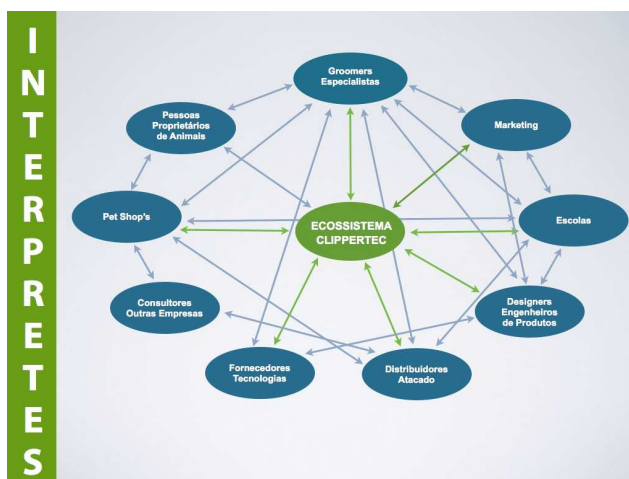 INTERPRETES
Groomers
Especialistas
Pessoas
Proprietários
de Animais
Marketing
Pet Shop's
ECOSSISTEMA
CLIPPERTEC
Escolas
Consultores
Outras Empresas
Designers
Engenheiros
de Produtos
Fornecedores
Tecnologias
Distribuidores
Atacado